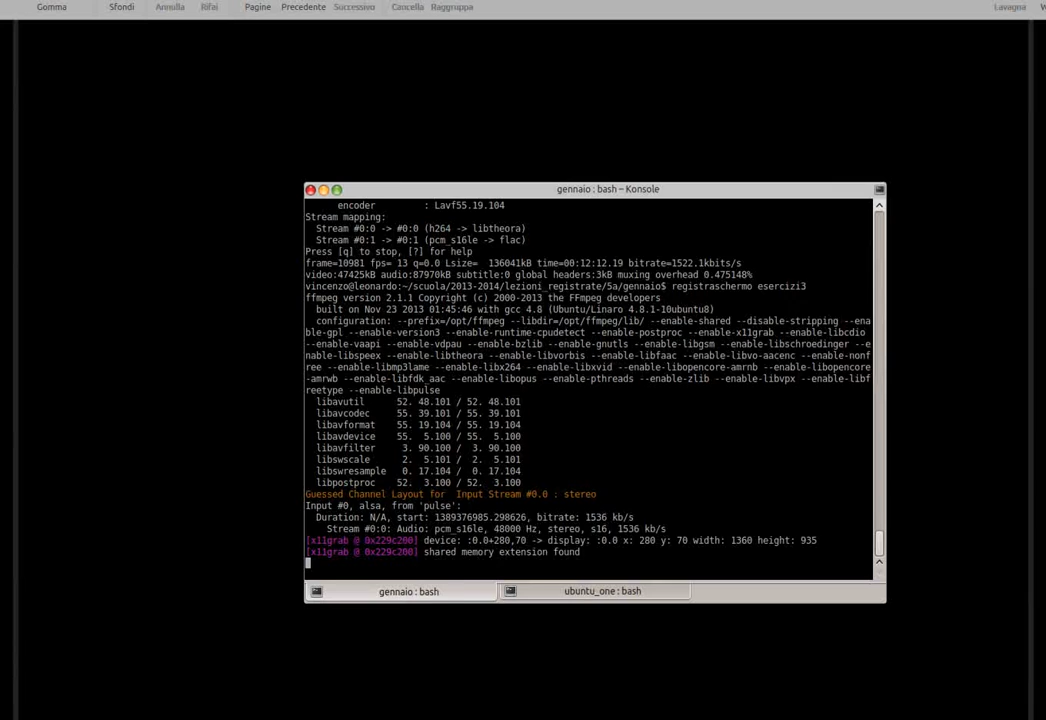 Gomma Sfondi Annulla Rifai Pagine Precedente Successivo Cancella Raggruppa Lavagna
gennaio : bash – Konsole
encoder : Lavf55.19.104
Stream mapping:
Stream #0:0 -> #0:0 (h264 -> libtheora)
Stream #0:1 -> #0:1 (pcm_s16le -> flac)
Press [q] to stop, [?] for help
frame=10981 fps= 13 q=0.0 Lsize= 136041kB time=00:12:12.19 bitrate=1522.1kbits/s
video:47425kB audio:87970kB subtitle:0 global headers:3kB muxing overhead 0.475148%
vincenzo@leonardo:~/scuola/2013-2014/lezioni_registrate/5a/gennaio$ registraschermo esercizi3
ffmpeg version 2.1.1 Copyright (c) 2000-2013 the FFmpeg developers
built on Nov 23 2013 01:45:46 with gcc 4.8 (Ubuntu/Linaro 4.8.1-10ubuntu8)
configuration: --prefix=/opt/ffmpeg --libdir=/opt/ffmpeg/lib/ --enable-shared --disable-stripping --ena
ble-gpl --enable-version3 --enable-runtime-cpudetect --enable-postproc --enable-x11grab --enable-libcdio
--enable-vaapi --enable-vdpau --enable-bzlib --enable-gnutls --enable-libgsm --enable-libschroedinger --e
nable-libspeex --enable-libtheora --enable-libvorbis --enable-libfaac --enable-libvo-aacenc --enable-nonf
ree --enable-libmp3lame --enable-libx264 --enable-libxvid --enable-libopencore-amrnb --enable-libopencore
-amrwb --enable-libfdk_aac --enable-libopus --enable-pthreads --enable-zlib --enable-libvpx --enable-libf
reetype --enable-libpulse
libavutil 52. 48.101 / 52. 48.101
libavcodec 55. 39.101 / 55. 39.101
libavformat 55. 19.104 / 55. 19.104
libavdevice 55. 5.100 / 55. 5.100
libavfilter 3. 90.100 / 3. 90.100
libswscale 2. 5.101 / 2. 5.101
libswresample 0. 17.104 / 0. 17.104
libpostproc 52. 3.100 / 52. 3.100
Guessed Channel Layout for Input Stream #0.0 : stereo
Input #0, alsa, from 'pulse':
Duration: N/A, start: 1389376985.298626, bitrate: 1536 kb/s
Stream #0:0: Audio: pcm_s16le, 48000 Hz, stereo, s16, 1536 kb/s
[x11grab @ 0x229c200] device: :0.0+280,70 -> display: :0.0 x: 280 y: 70 width: 1360 height: 935
[x11grab @ 0x229c200] shared memory extension found
gennaio : bash ubuntu_one : bash